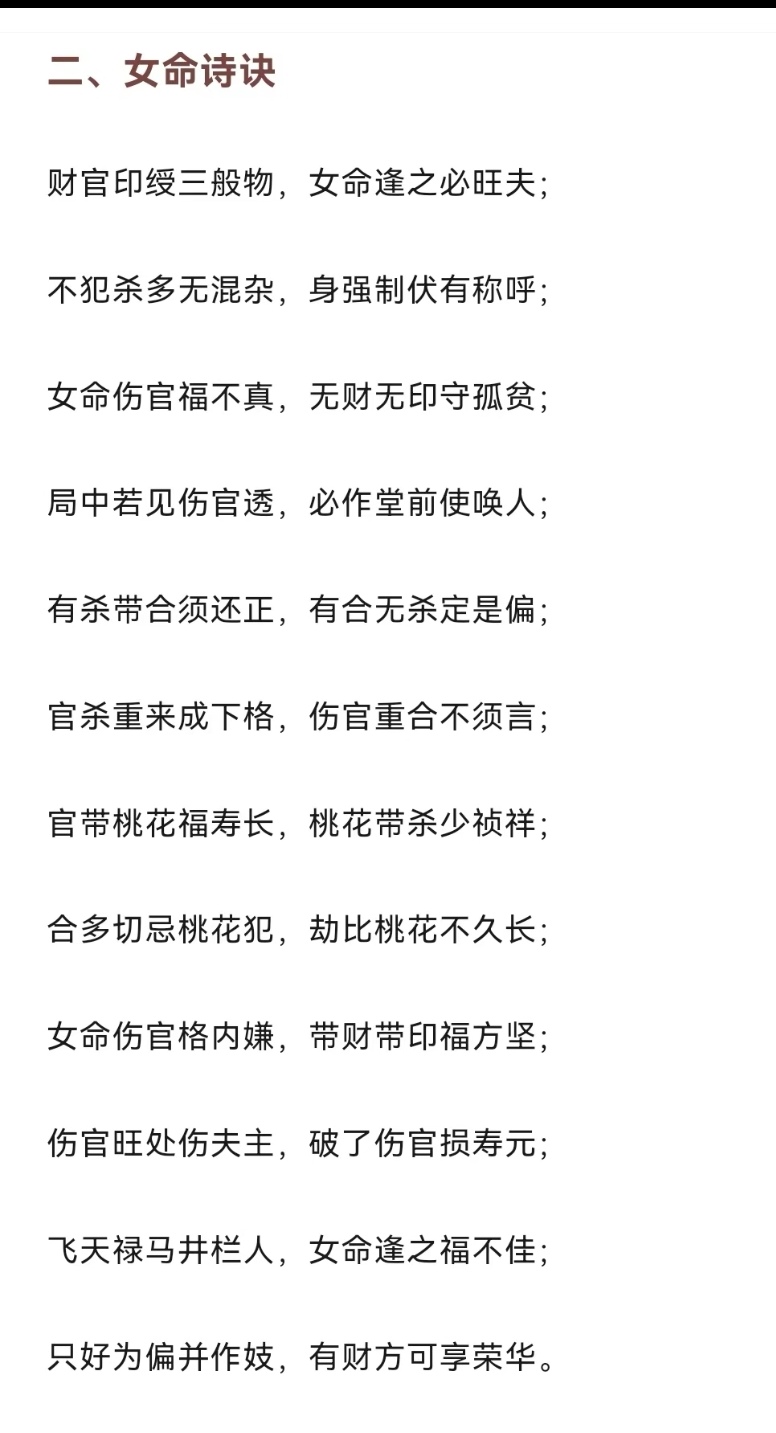 二、女命诗诀
财官印绶三般物，女命逢之必旺夫；
不犯杀多无混杂，身强制伏有称呼；
女命伤官福不真，无财无印守孤贫；
局中若见伤官透，必作堂前使唤人；
有杀带合须还正，有合无杀定是偏；
官杀重来成下格，伤官重合不须言；
官带桃花福寿长，桃花带杀少祯祥；
合多切忌桃花犯，劫比桃花不久长；
女命伤官格内嫌，带财带印福方坚；
伤官旺处伤夫主，破了伤官损寿元；
飞天禄马井栏人，女命逢之福不佳；
只好为偏并作妓，有财方可享荣华。